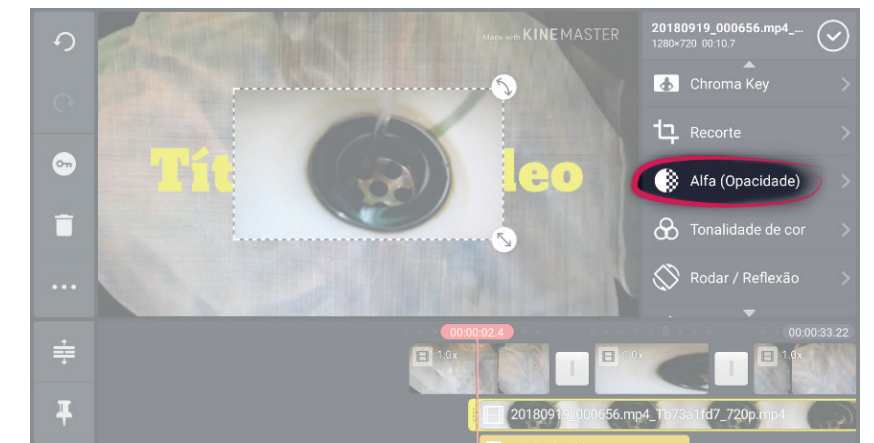 Made with KINEMASTER
20180919_000656.mp4_...
1280×720 00:10.7
Chroma Key
Recorte
Tít leo
Alfa (Opacidade)
Tonalidade de cor
Rodar / Reflexão
00:00:02.4
00:00:33.22
1.0x
1.0x
1.0x
20180919_000656.mp4_Tb73a1fd7_720p.mp4